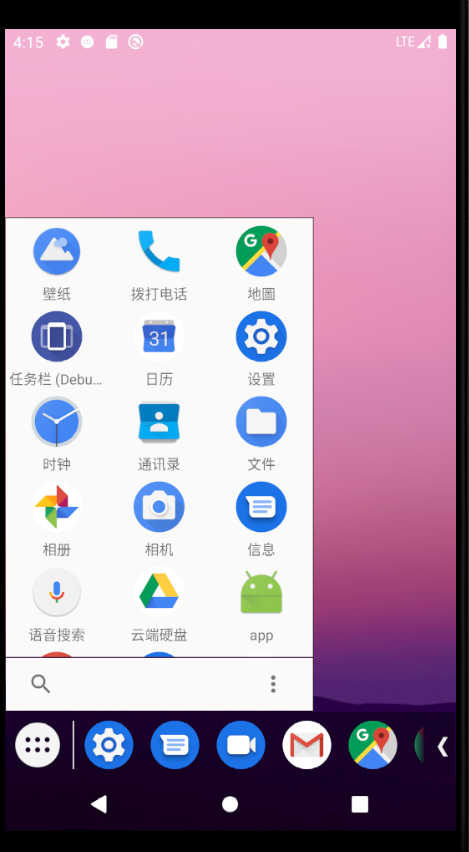 4:15 LTE
壁纸 拨打电话 地图
任务栏 (Debu... 日历 设置
时钟 通讯录 文件
相册 相机 信息
语音搜索 云端硬盘 app